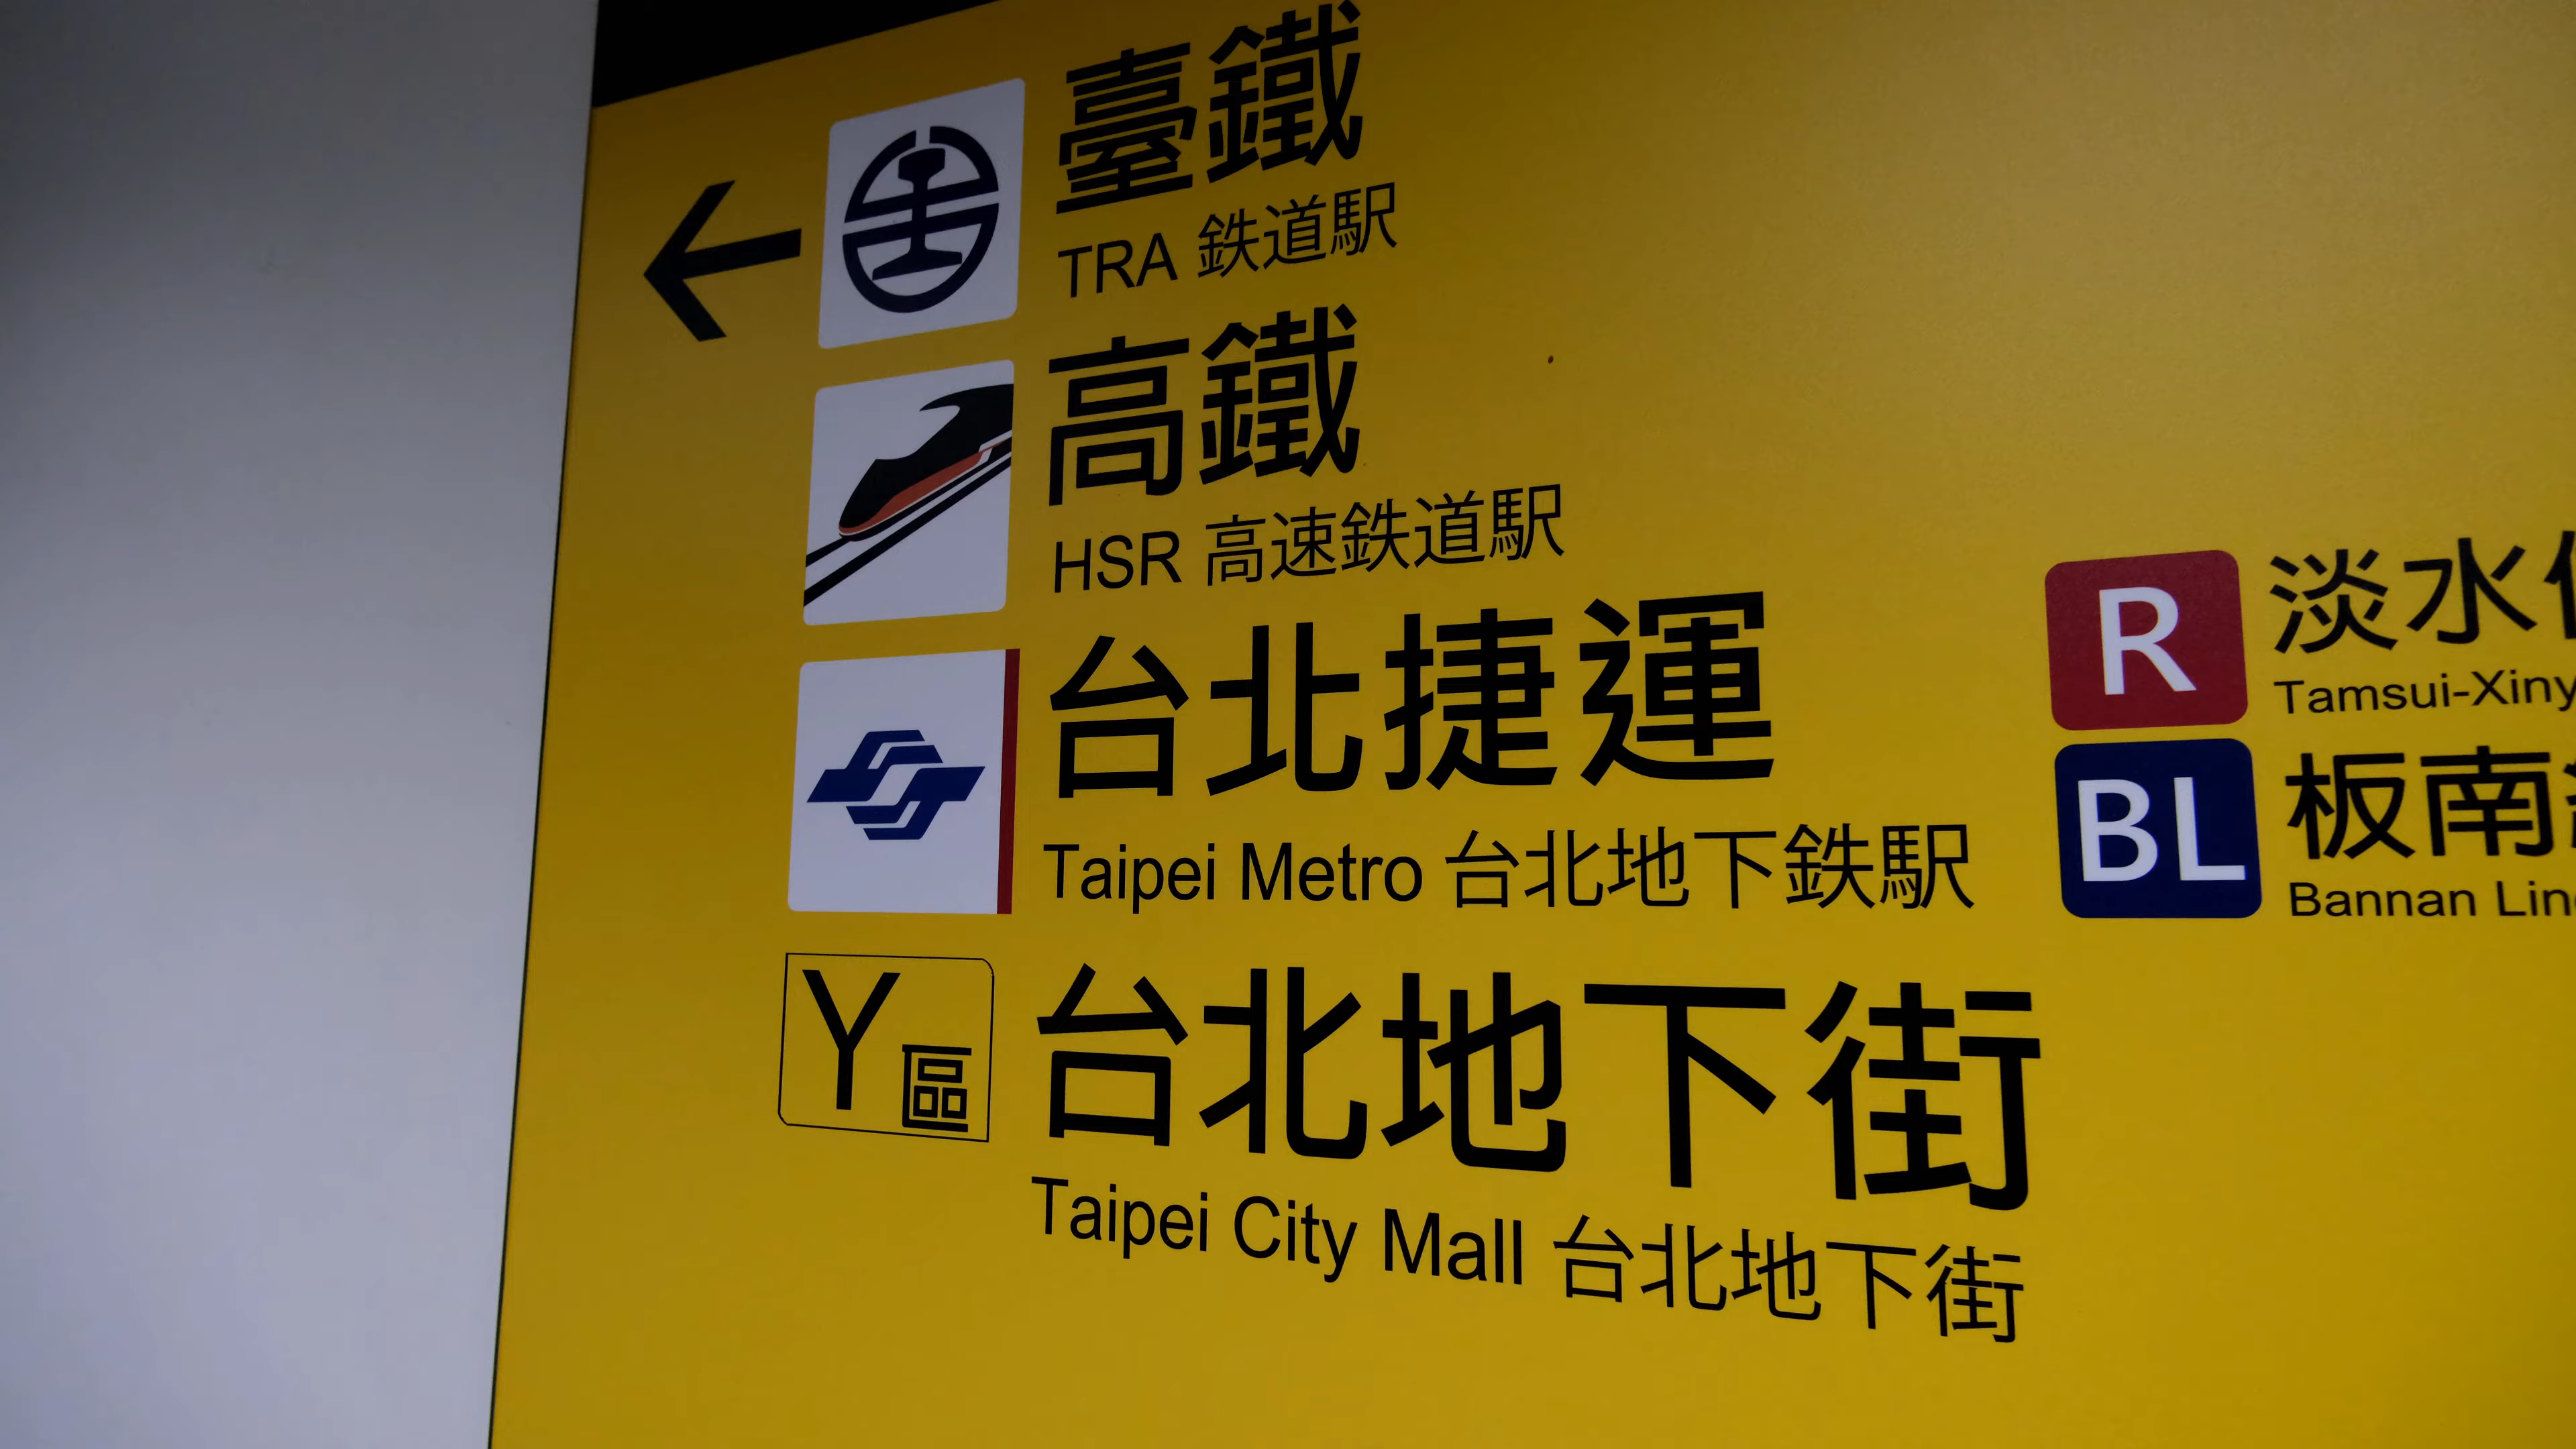 臺鐵
TRA 鉄道駅
高鐵
HSR 高速鉄道駅
台北捷運
Taipei Metro 台北地下鉄駅
R 淡水
Tamsui-Xiny
BL 板南
Bannan Lin
Y區 台北地下街
Taipei City Mall 台北地下街